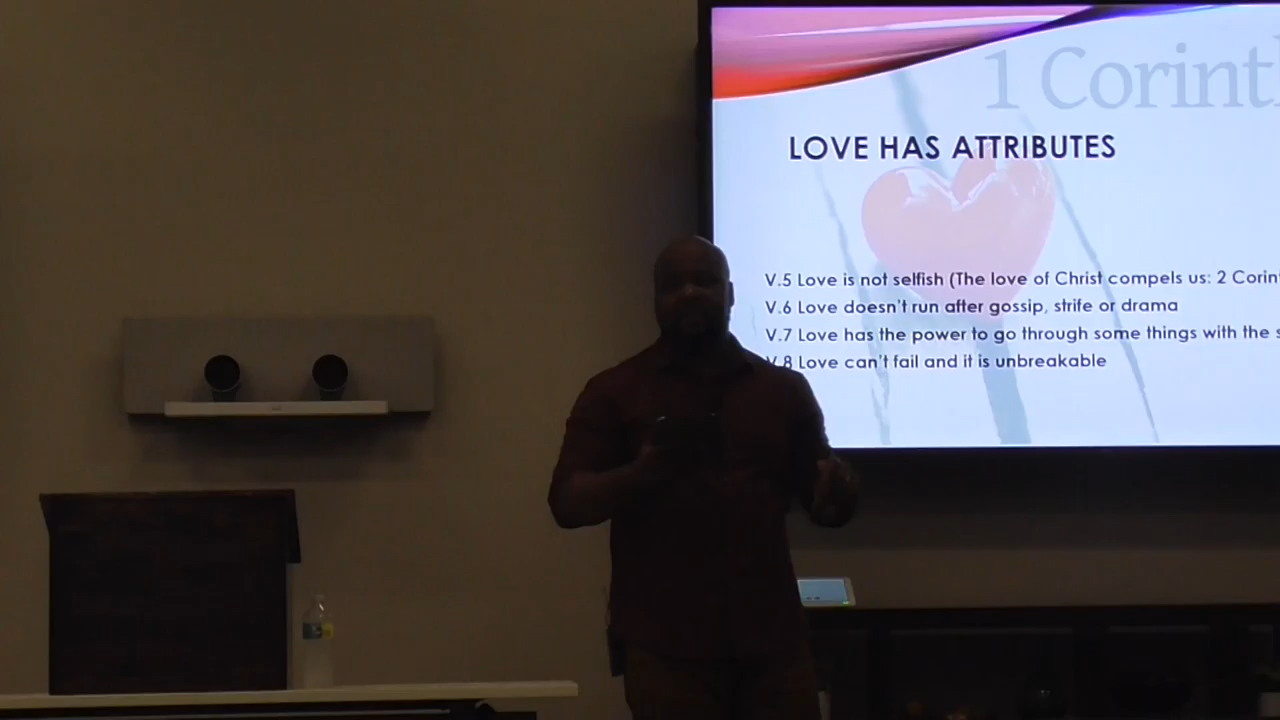 1 Corint
LOVE HAS ATTRIBUTES
V.5 Love is not selfish (The love of Christ compels us: 2 Corin
V.6 Love doesn't run after gossip, strife or drama
V.7 Love has the power to go through some things with the s
V.8 Love can't fail and it is unbreakable